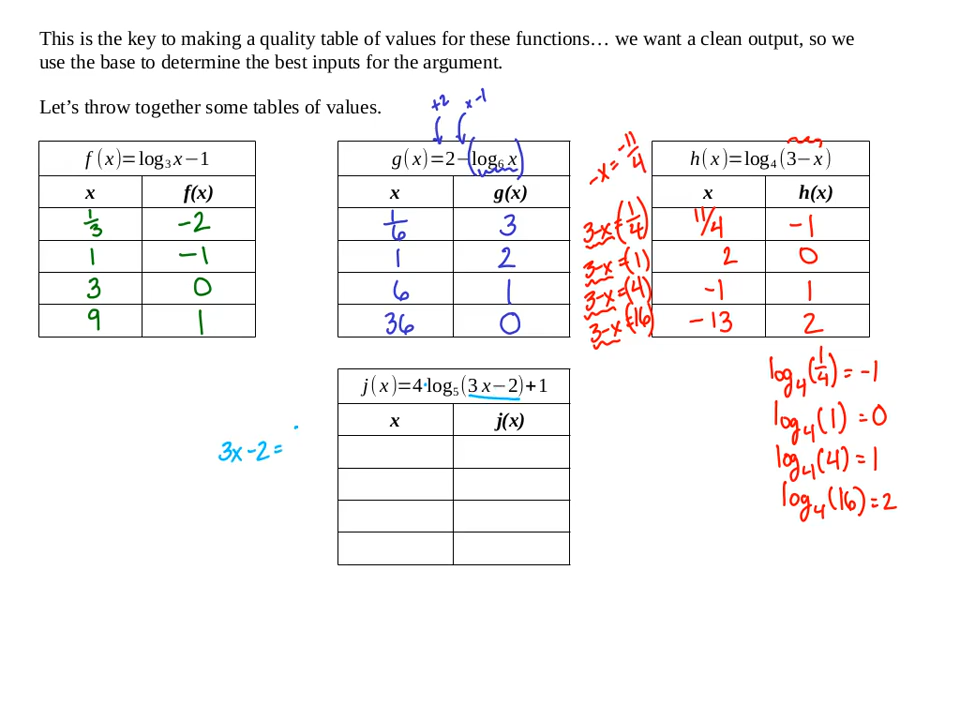 This is the key to making a quality table of values for these functions… we want a clean output, so we
use the base to determine the best inputs for the argument.
Let’s throw together some tables of values.
+2 x -1
f (x)=log₃ x−1
x f(x)
1/3 -2
1 -1
3 0
9 1
g(x)=2−(log₆ x)
x g(x)
1/6 3
1 2
6 1
36 0
-x = -11/4
3-x = (1/4)
3-x = (1)
3-x = (4)
3-x = (16)
h(x)=log₄ (3−x)
x h(x)
11/4 -1
2 0
-1 1
-13 2
log₄(1/4) = -1
log₄(1) = 0
log₄(4) = 1
log₄(16) = 2
j(x)=4·log₅(3x−2)+1
x j(x)
3x-2=